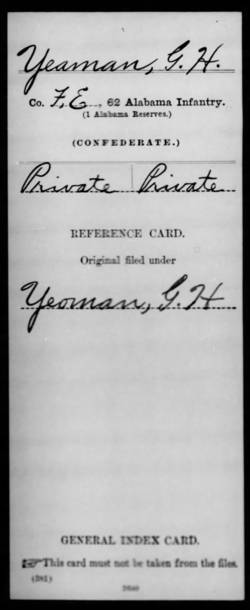 Yeaman, G. H.
Co. F, E, 62 Alabama Infantry.
(1 Alabama Reserves.)
(CONFEDERATE.)
Private Private
REFERENCE CARD.
Original filed under
Yeoman, G. H
GENERAL INDEX CARD.
☞This card must not be taken from the files.
(381)